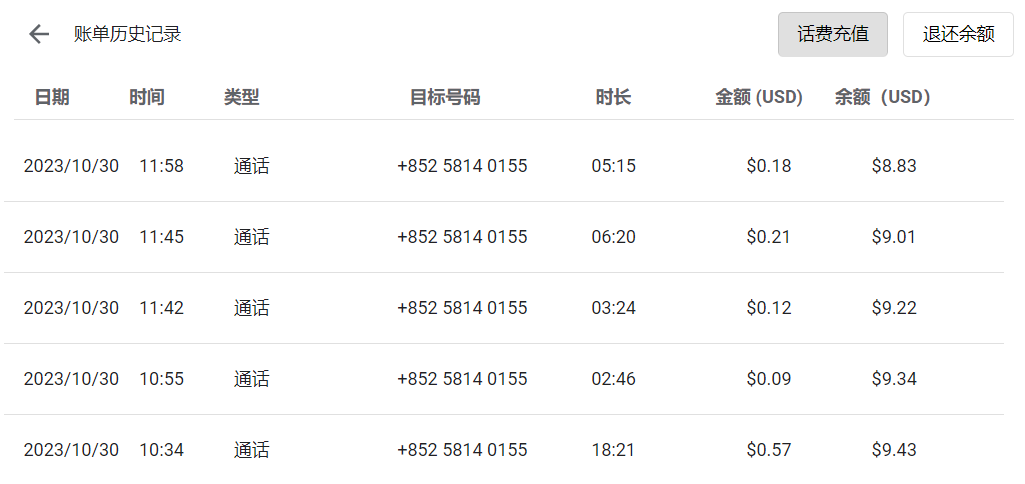 账单历史记录 话费充值 退还余额
日期 时间 类型 目标号码 时长 金额 (USD) 余额（USD）
2023/10/30 11:58 通话 +852 5814 0155 05:15 $0.18 $8.83
2023/10/30 11:45 通话 +852 5814 0155 06:20 $0.21 $9.01
2023/10/30 11:42 通话 +852 5814 0155 03:24 $0.12 $9.22
2023/10/30 10:55 通话 +852 5814 0155 02:46 $0.09 $9.34
2023/10/30 10:34 通话 +852 5814 0155 18:21 $0.57 $9.43